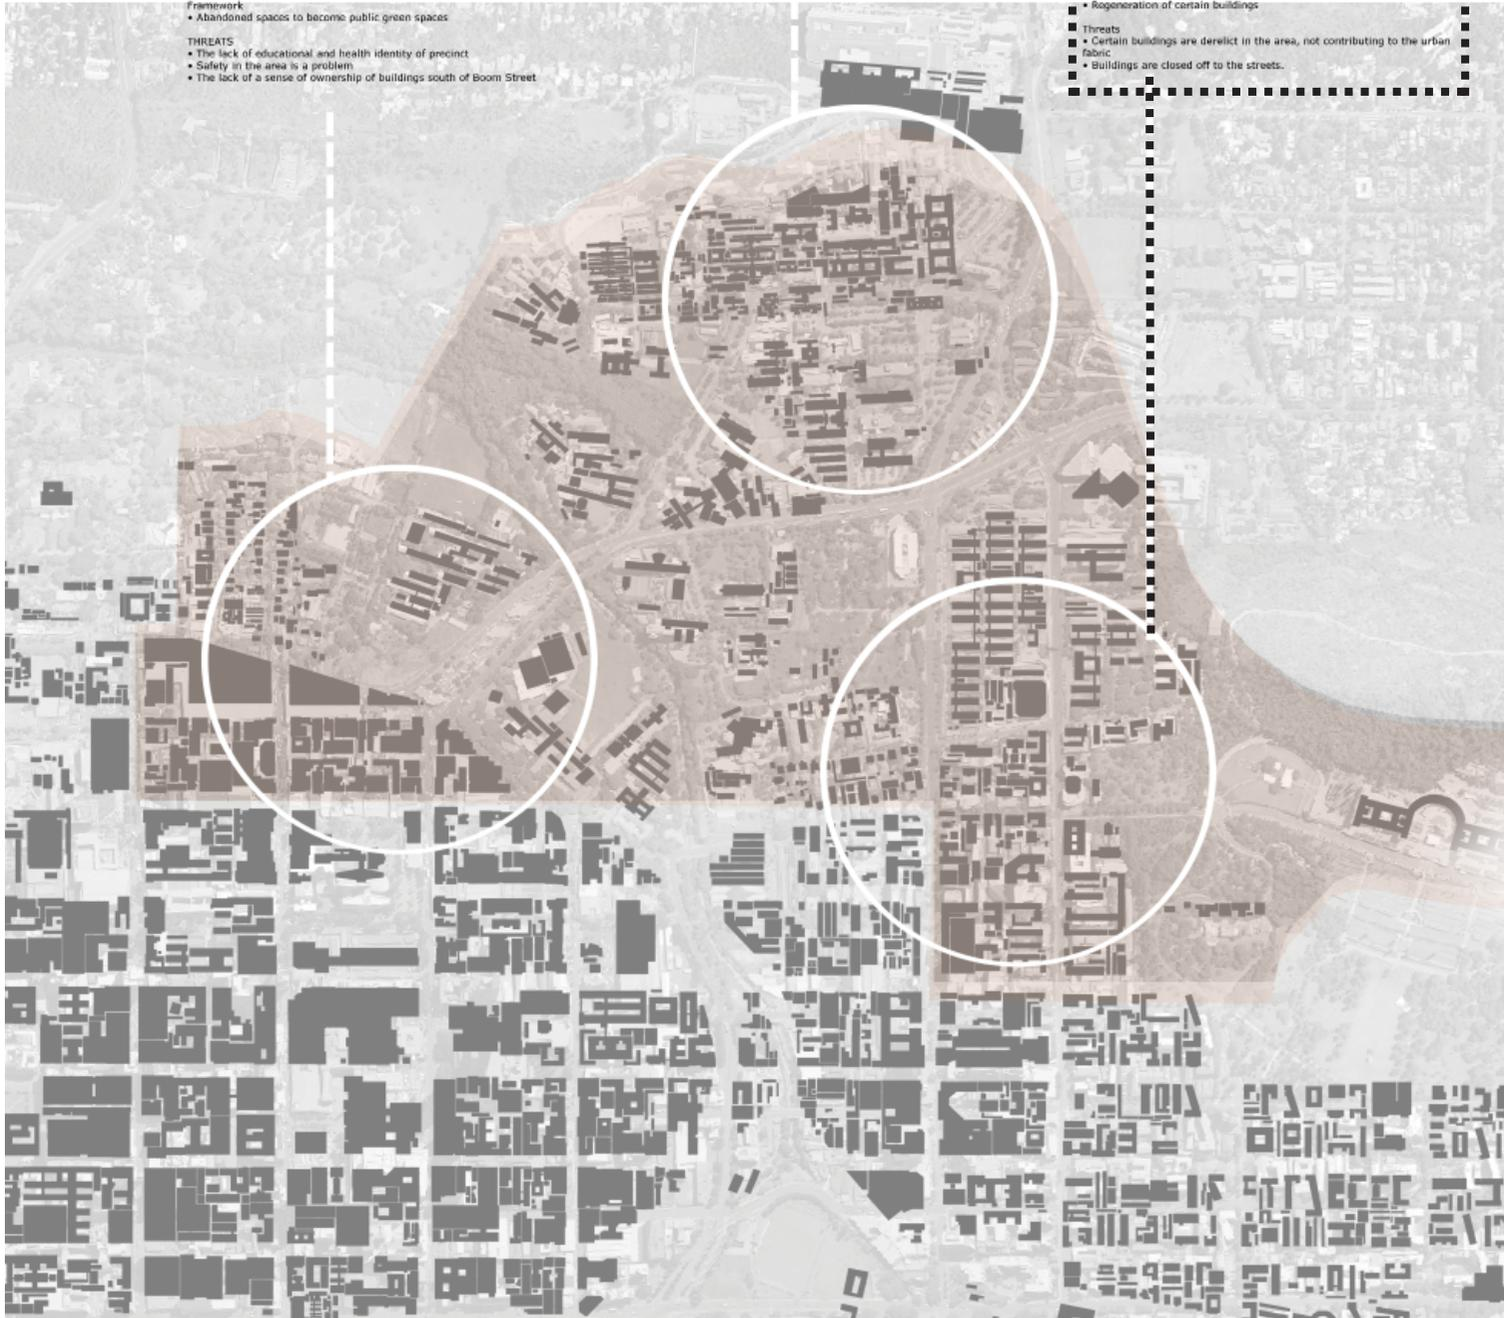 Framework
• Abandoned spaces to become public green spaces
THREATS
• The lack of educational and health identity of precinct
• Safety in the area is a problem
• The lack of a sense of ownership of buildings south of Boom Street
• Regeneration of certain buildings
Threats
• Certain buildings are derelict in the area, not contributing to the urban
fabric
• Buildings are closed off to the streets.